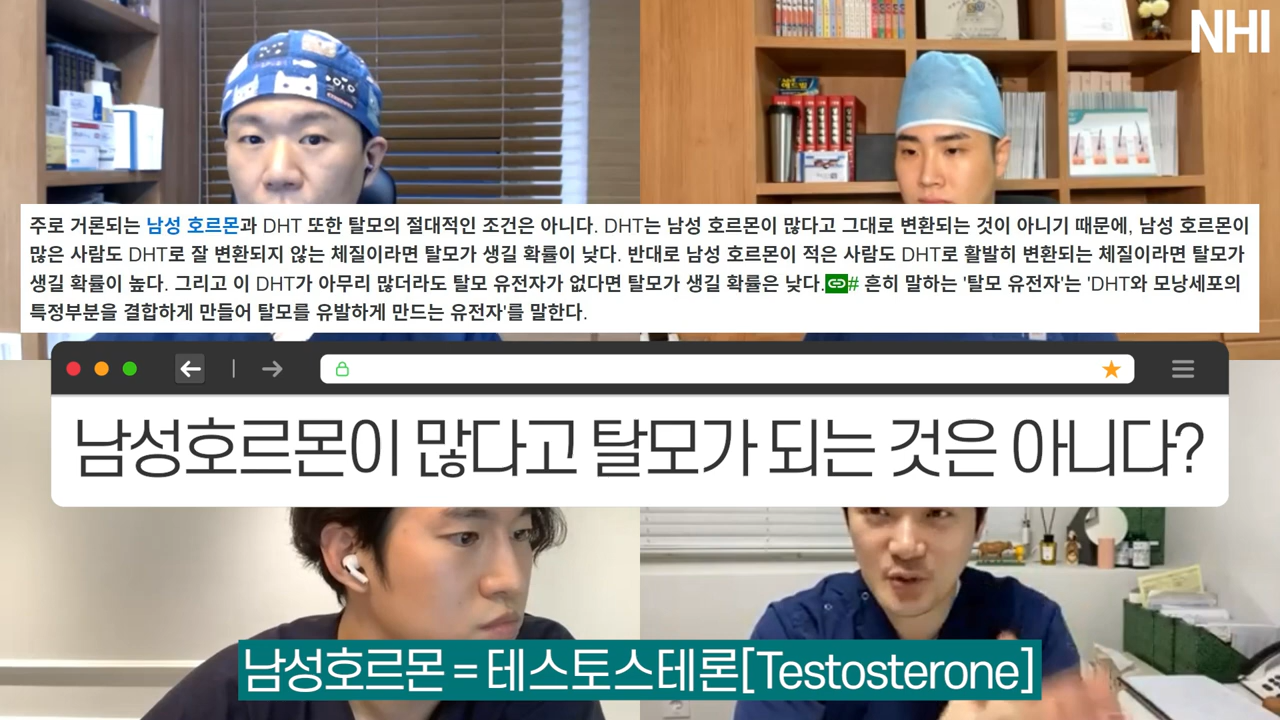 NHI
주로 거론되는 남성 호르몬과 DHT 또한 탈모의 절대적인 조건은 아니다. DHT는 남성 호르몬이 많다고 그대로 변환되는 것이 아니기 때문에, 남성 호르몬이
많은 사람도 DHT로 잘 변환되지 않는 체질이라면 탈모가 생길 확률이 낮다. 반대로 남성 호르몬이 적은 사람도 DHT로 활발히 변환되는 체질이라면 탈모가
생길 확률이 높다. 그리고 이 DHT가 아무리 많더라도 탈모 유전자가 없다면 탈모가 생길 확률은 낮다.# 흔히 말하는 '탈모 유전자'는 'DHT와 모낭세포의
특정부분을 결합하게 만들어 탈모를 유발하게 만드는 유전자'를 말한다.
남성호르몬이 많다고 탈모가 되는 것은 아니다?
남성호르몬 = 테스토스테론[Testosterone]